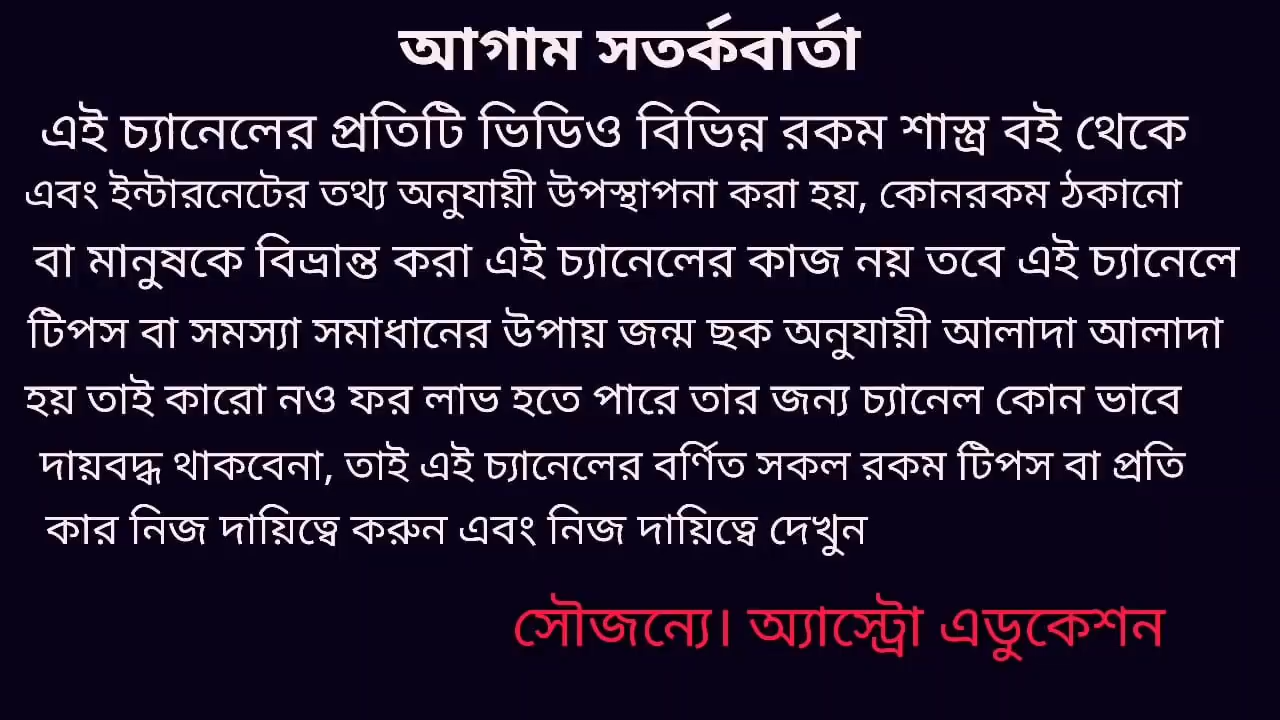 আগাম সতর্কবার্তা
এই চ্যানেলের প্রতিটি ভিডিও বিভিন্ন রকম শাস্ত্র বই থেকে
এবং ইন্টারনেটের তথ্য অনুযায়ী উপস্থাপনা করা হয়, কোনরকম ঠকানো
বা মানুষকে বিভ্রান্ত করা এই চ্যানেলের কাজ নয় তবে এই চ্যানেলে
টিপস বা সমস্যা সমাধানের উপায় জন্ম ছক অনুযায়ী আলাদা আলাদা
হয় তাই কারো নও ফর লাভ হতে পারে তার জন্য চ্যানেল কোন ভাবে
দায়বদ্ধ থাকবেনা, তাই এই চ্যানেলের বর্ণিত সকল রকম টিপস বা প্রতি
কার নিজ দায়িত্বে করুন এবং নিজ দায়িত্বে দেখুন
সৌজন্যে। অ্যাস্ট্রো এডুকেশন